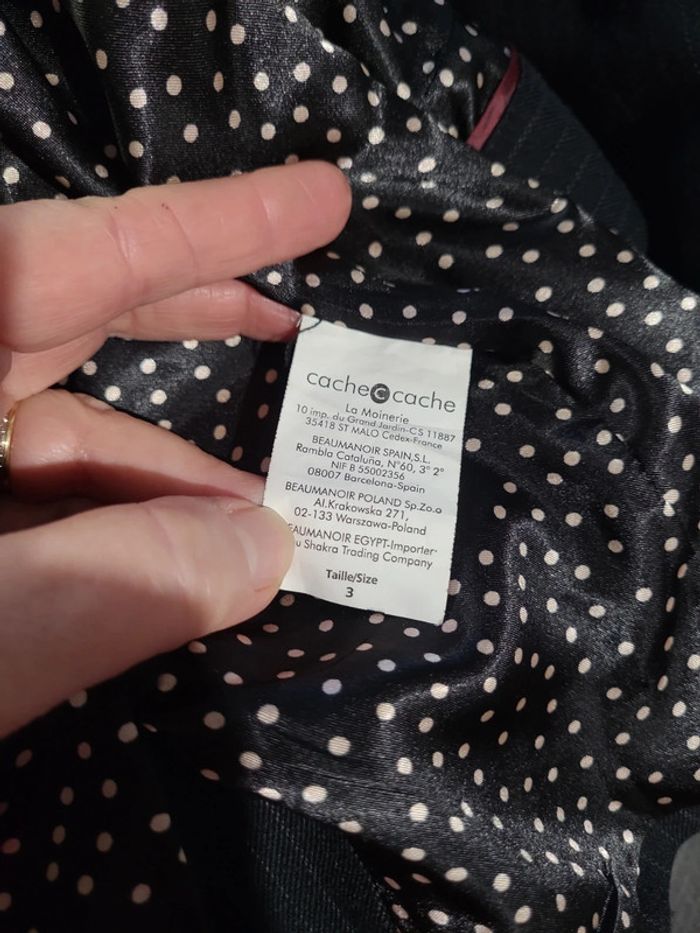 cache c cache
La Moinerie
10 imp. du Grand Jardin-CS 11887
35418 ST MALO Cedex-France
BEAUMANOIR SPAIN,S.L.
Rambla Cataluña, N°60, 3° 2°
NIF B 55002356
08007 Barcelona-Spain
BEAUMANOIR POLAND Sp.Zo.o
Al.Krakowska 271,
02-133 Warszawa-Poland
EAUMANOIR EGYPT-Importer:
u Shakra Trading Company
Taille/Size
3